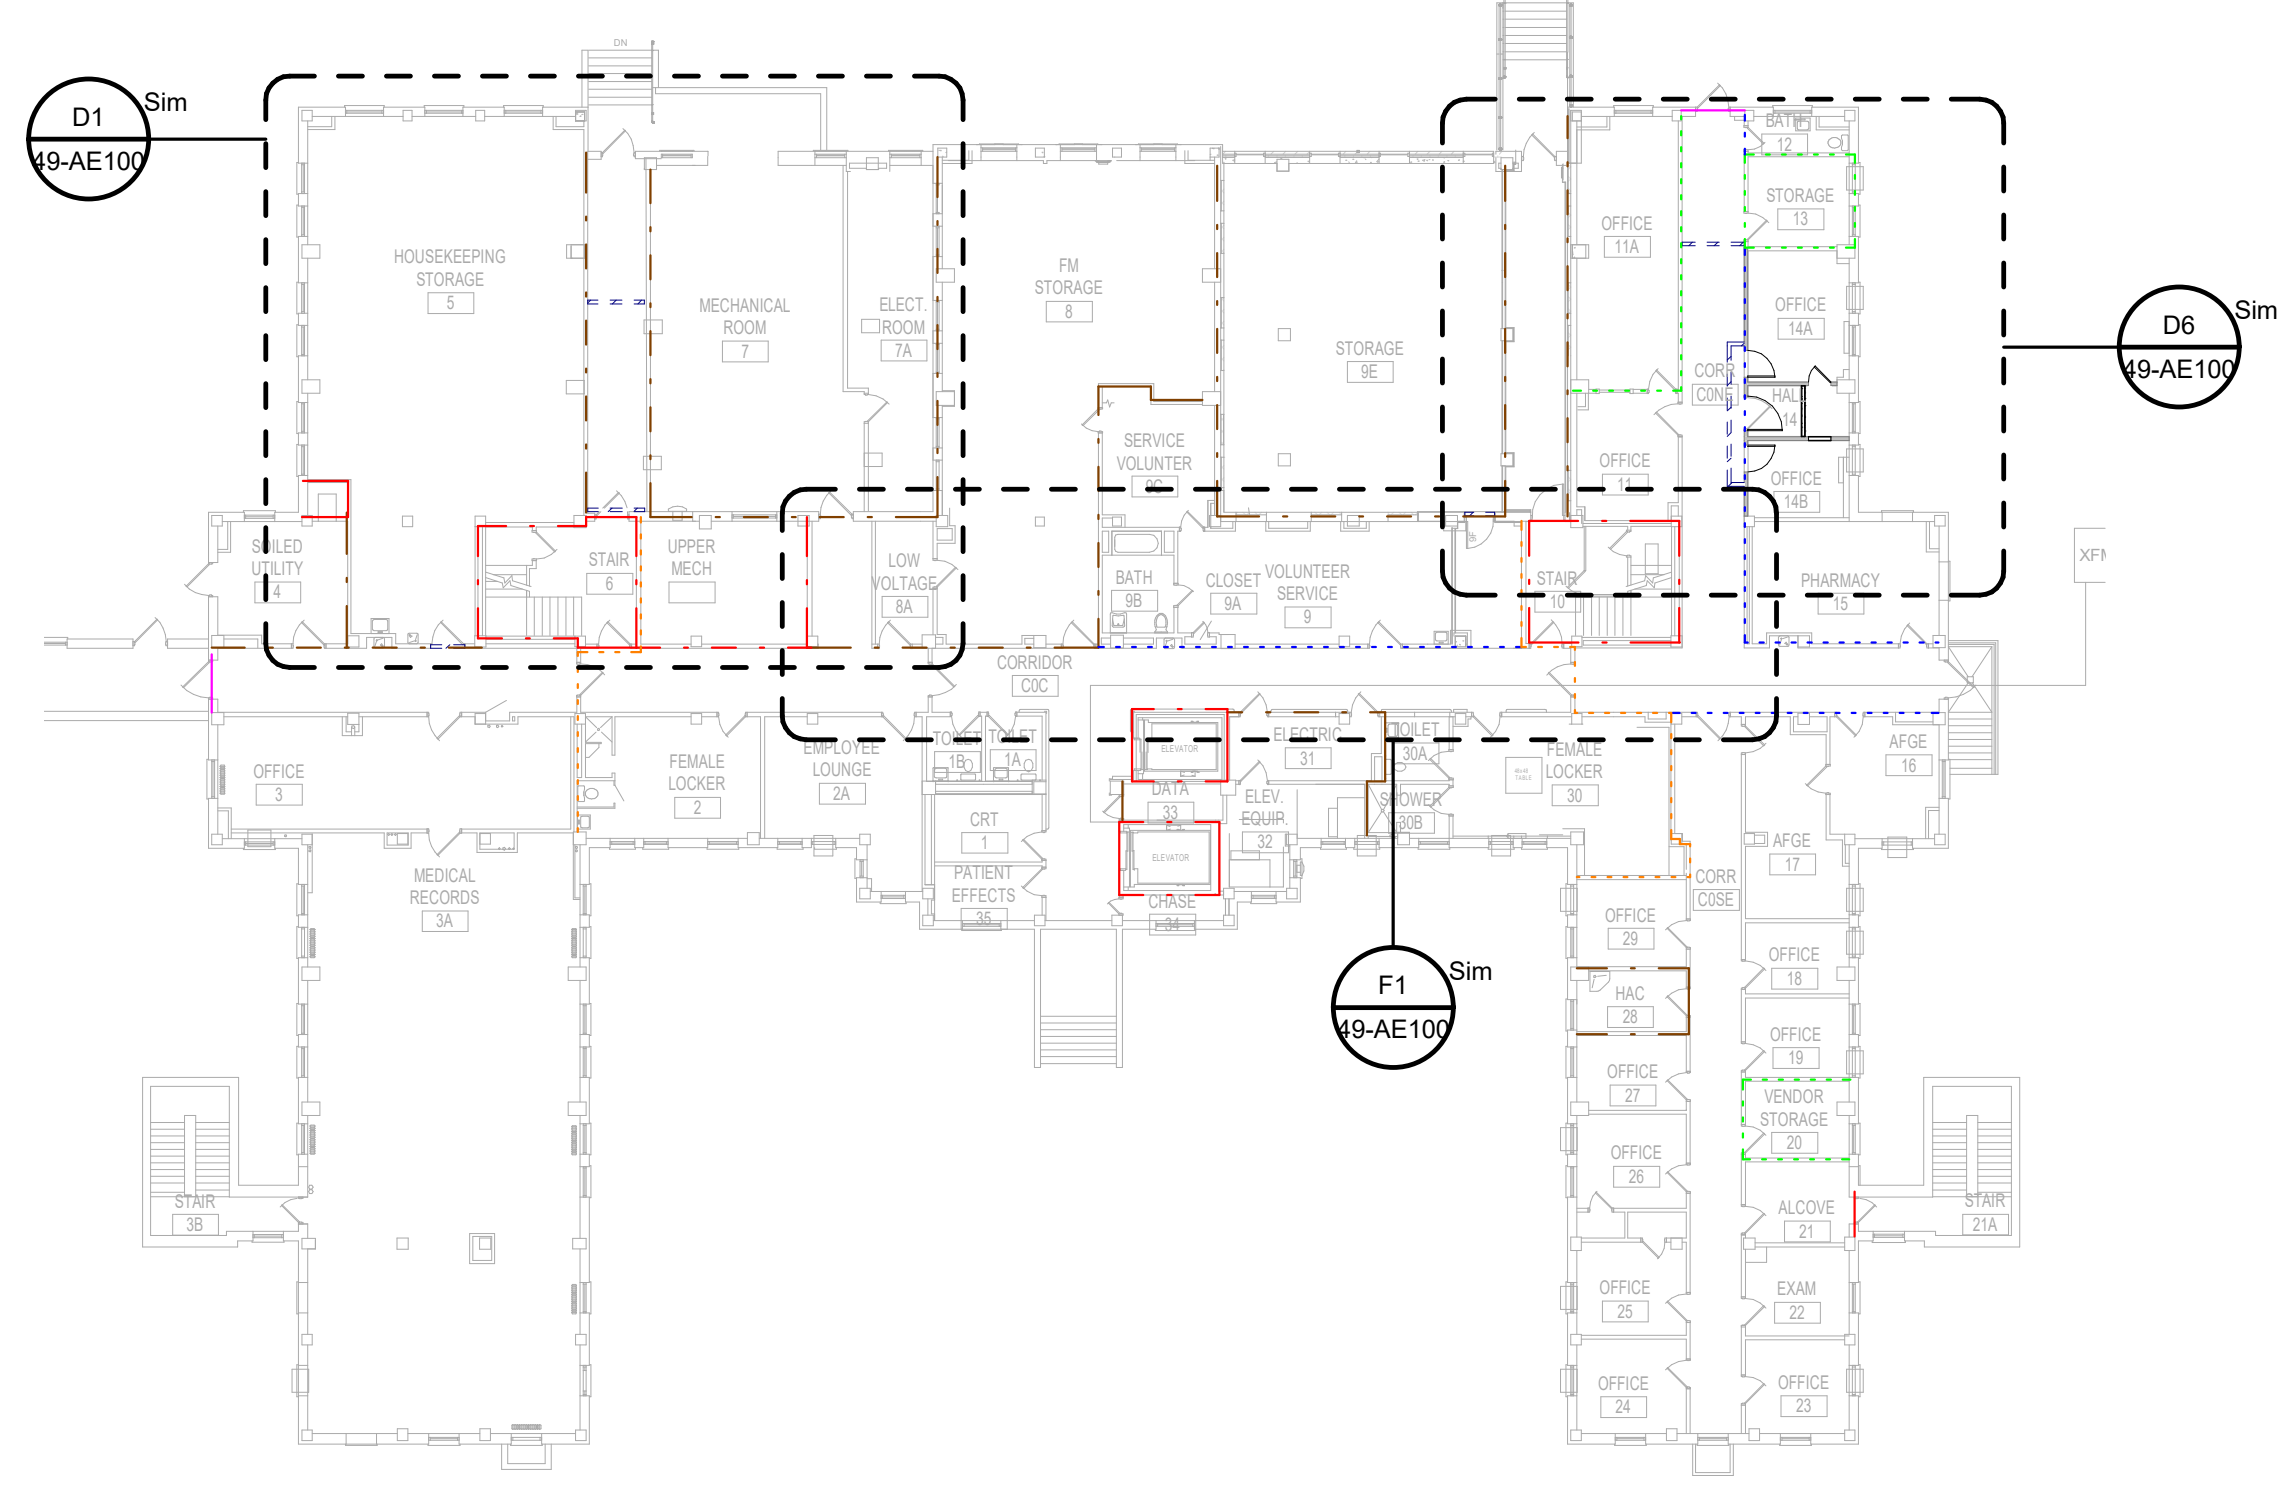 DN
D1
Sim
49-AE100
D6
Sim
49-AE100
F1
Sim
49-AE100
HOUSEKEEPING
STORAGE
5
MECHANICAL
ROOM
7
ELECT.
ROOM
7A
FM
STORAGE
8
STORAGE
9E
SERVICE
VOLUNTER
9C
OFFICE
11A
BATH
12
STORAGE
13
OFFICE
14A
CORR
C0NE
HALL
14
OFFICE
11
OFFICE
14B
SOILED
UTILITY
4
STAIR
6
UPPER
MECH
LOW
VOLTAGE
8A
BATH
9B
CLOSET
9A
VOLUNTEER
SERVICE
9
9F
STAIR
10
PHARMACY
15
XFM
CORRIDOR
C0C
OFFICE
3
FEMALE
LOCKER
2
EMPLOYEE
LOUNGE
2A
TOILET
1B
TOILET
1A
CRT
1
PATIENT
EFFECTS
35
ELEVATOR
DATA
33
ELEVATOR
CHASE
34
ELECTRIC
31
ELEV.
EQUIP.
32
TOILET
30A
SHOWER
30B
48x48
TABLE
FEMALE
LOCKER
30
AFGE
16
AFGE
17
CORR
C0SE
MEDICAL
RECORDS
3A
OFFICE
29
OFFICE
18
HAC
28
OFFICE
19
OFFICE
27
VENDOR
STORAGE
20
OFFICE
26
ALCOVE
21
STAIR
21A
STAIR
3B
8
OFFICE
25
EXAM
22
OFFICE
24
OFFICE
23